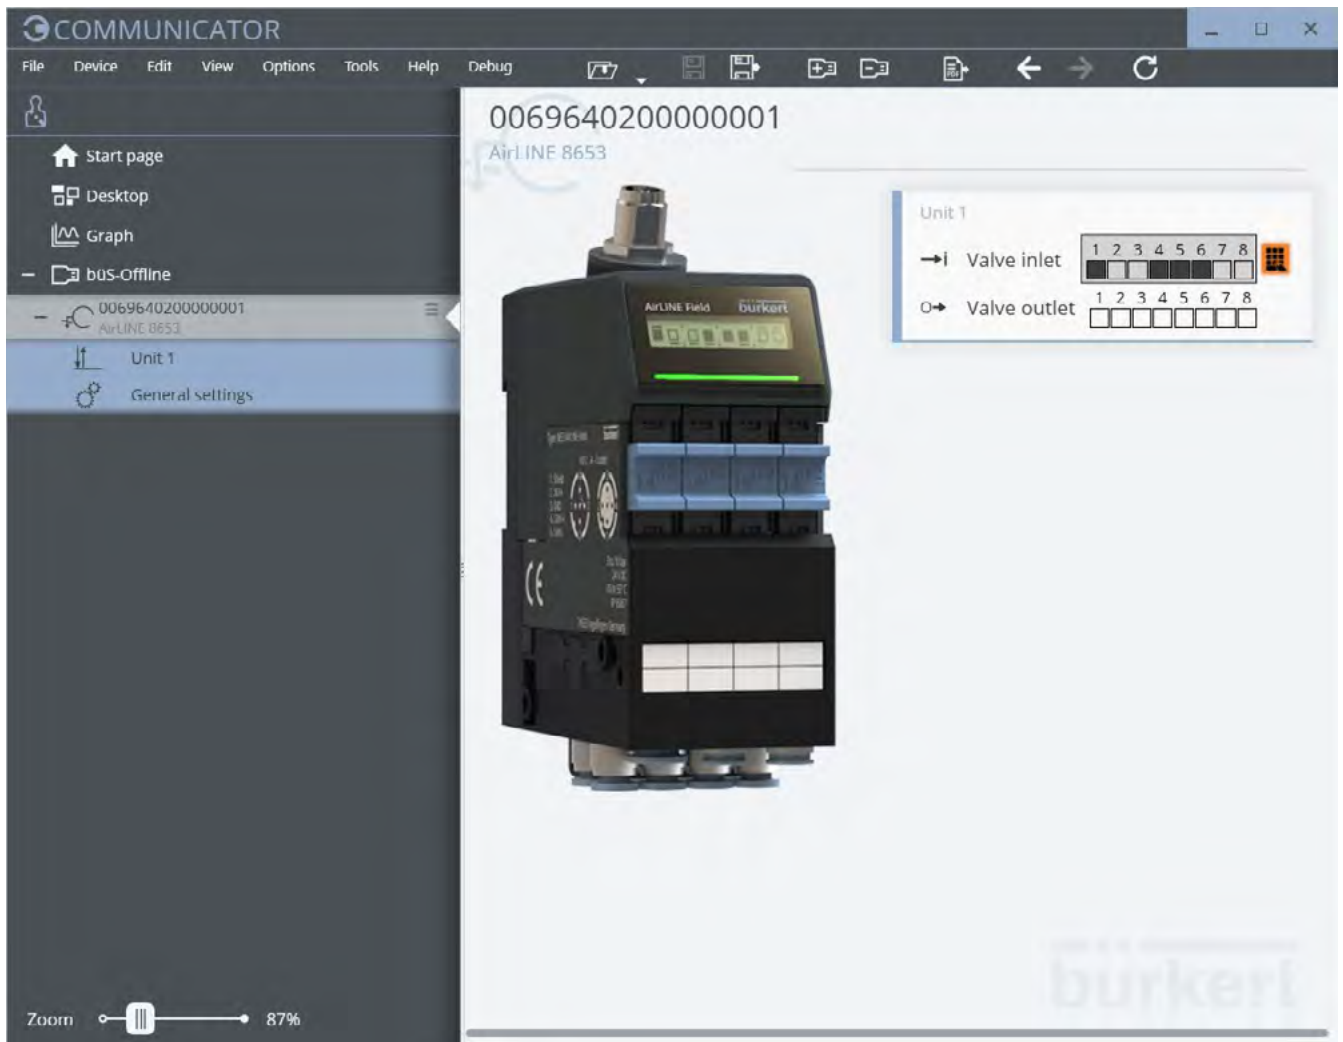 COMMUNICATOR
File Device Edit View Options Tools Help Debug
Start page
Desktop
Graph
büS-Offline
0069640200000001
AirLINE 8653
Unit 1
General settings
Zoom 87%
0069640200000001
AirLINE 8653
AirLINE Field bürkert
CE
Unit 1
1 2 3 4 5 6 7 8
Valve inlet
1 2 3 4 5 6 7 8
Valve outlet
burkert